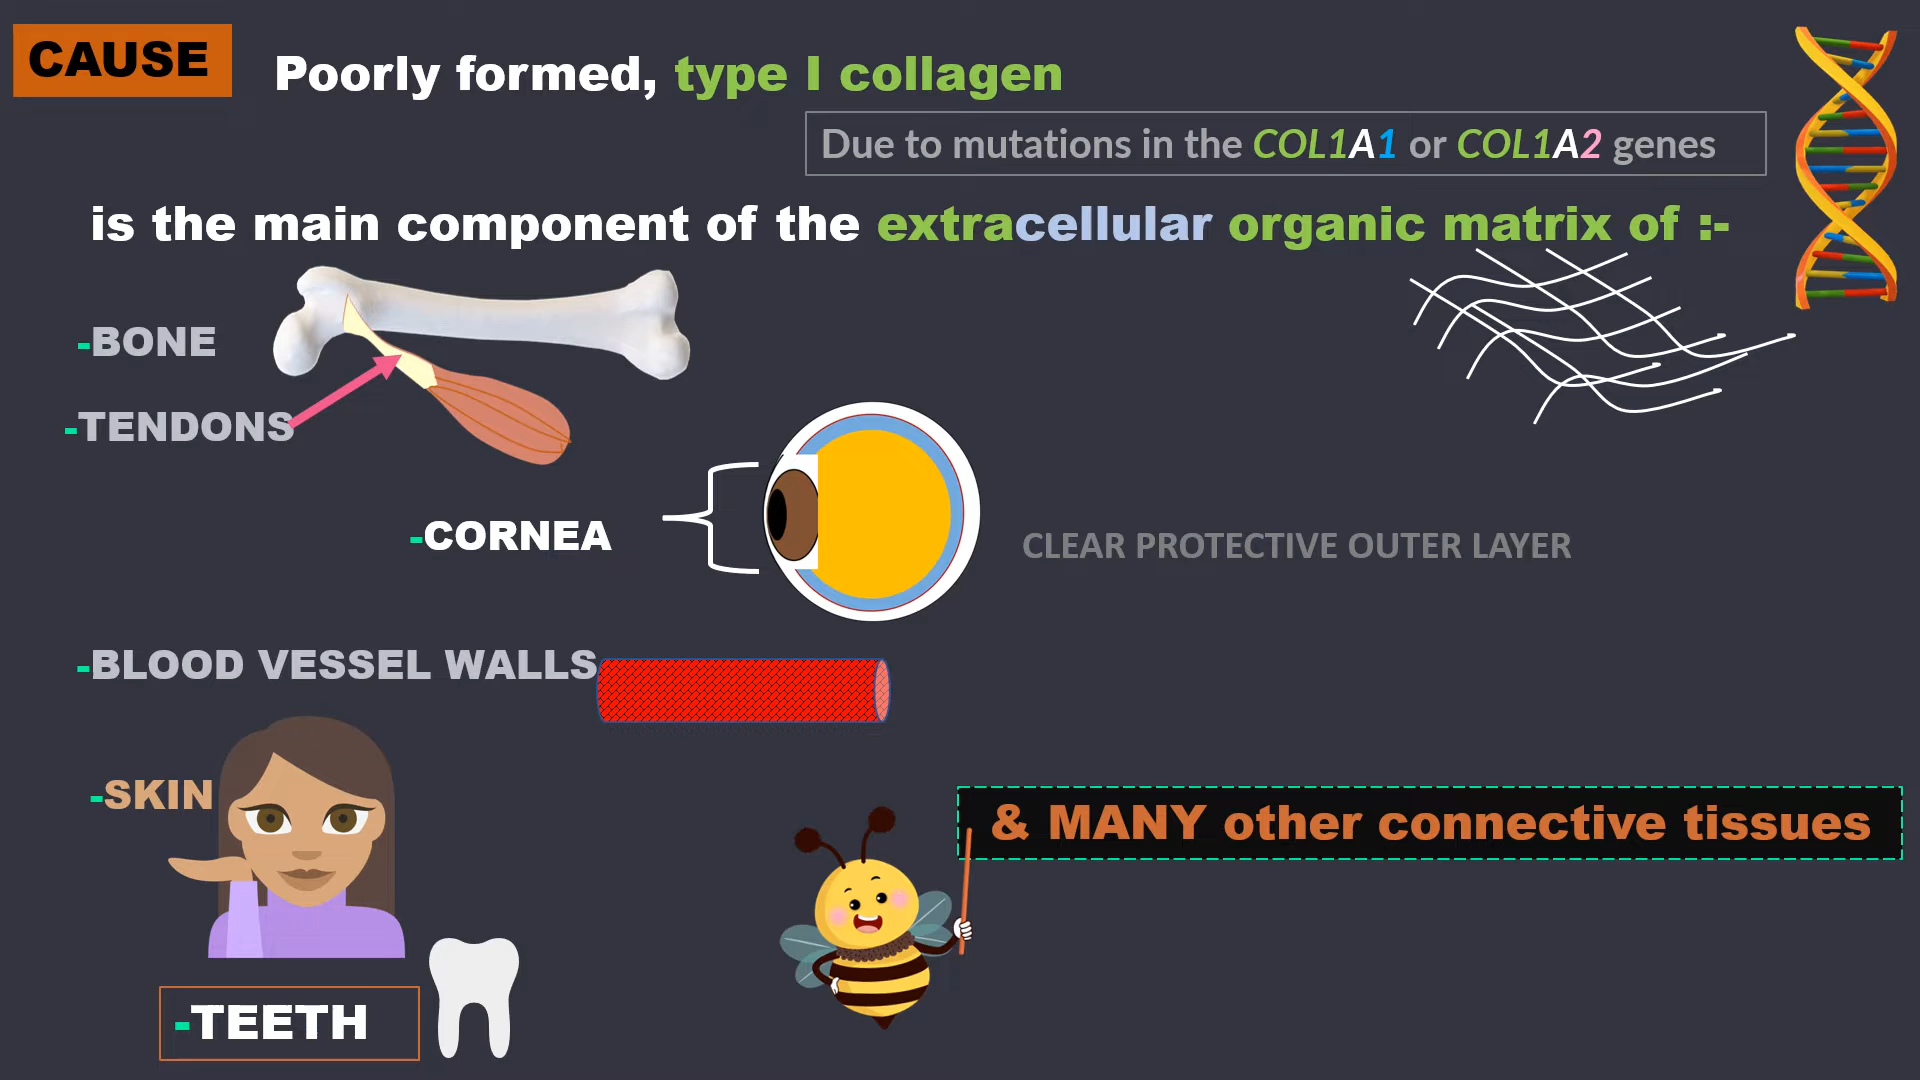 CAUSE
Poorly formed, type I collagen
Due to mutations in the COL1A1 or COL1A2 genes
is the main component of the extracellular organic matrix of :-
-BONE
-TENDONS
-CORNEA
CLEAR PROTECTIVE OUTER LAYER
-BLOOD VESSEL WALLS
-SKIN
& MANY other connective tissues
-TEETH